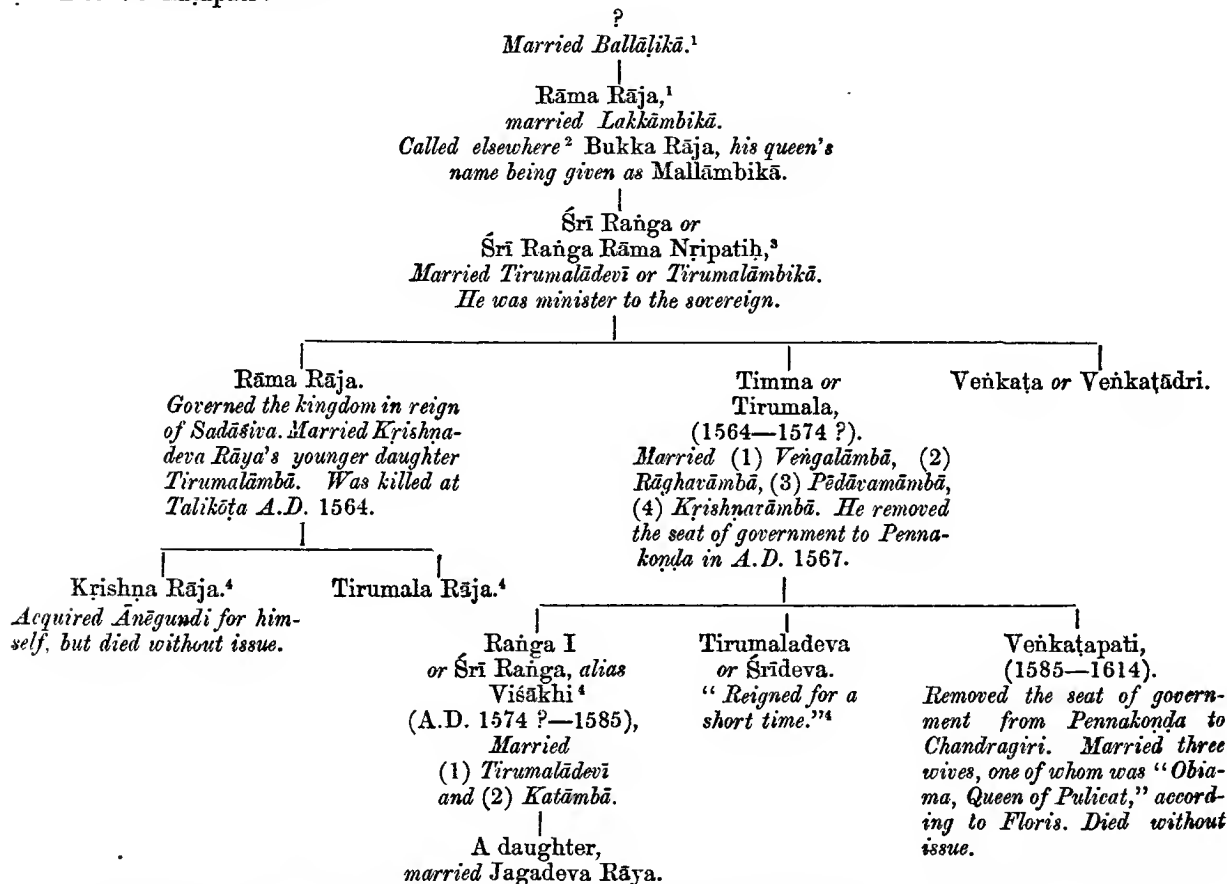 ?
Married Ballāḷikā.¹
Rāma Rāja,¹
married Lakkāmbikā.
Called elsewhere² Bukka Rāja, his queen's
name being given as Mallāmbikā.
Śrī Raṅga or
Śrī Raṅga Rāma Nṛipatiḥ,³
Married Tirumalādevī or Tirumalāmbikā.
He was minister to the sovereign.
Rāma Rāja.
Governed the kingdom in reign
of Sadāśiva. Married Kṛishṇa-
deva Rāya's younger daughter
Tirumalāmbā. Was killed at
Talikōṭa A.D. 1564.
Timma or
Tirumala,
(1564—1574 ?).
Married (1) Veṅgalāmbā, (2)
Rāghavāmbā, (3) Pēdāvamāmbā,
(4) Kṛishṇarāmbā. He removed
the seat of government to Penna-
koṇḍa in A.D. 1567.
Veṅkaṭa or Veṅkaṭādri.
Kṛishṇa Rāja.⁴
Acquired Ānēgundi for him-
self, but died without issue.
Tirumala Rāja.⁴
Raṅga I
or Śrī Raṅga, alias
Viśākhi⁴
(A.D. 1574 ?—1585),
Married
(1) Tirumalādevī
and (2) Katāmbā.
Tirumaladeva
or Śrīdeva.
“ Reigned for a
short time.”⁴
Veṅkaṭapati,
(1585—1614).
Removed the seat of govern-
ment from Pennakoṇḍa to
Chandragiri. Married three
wives, one of whom was “ Obia-
ma, Queen of Pulicat,” accord-
ing to Floris. Died without
issue.
A daughter,
married Jagadeva Rāya.